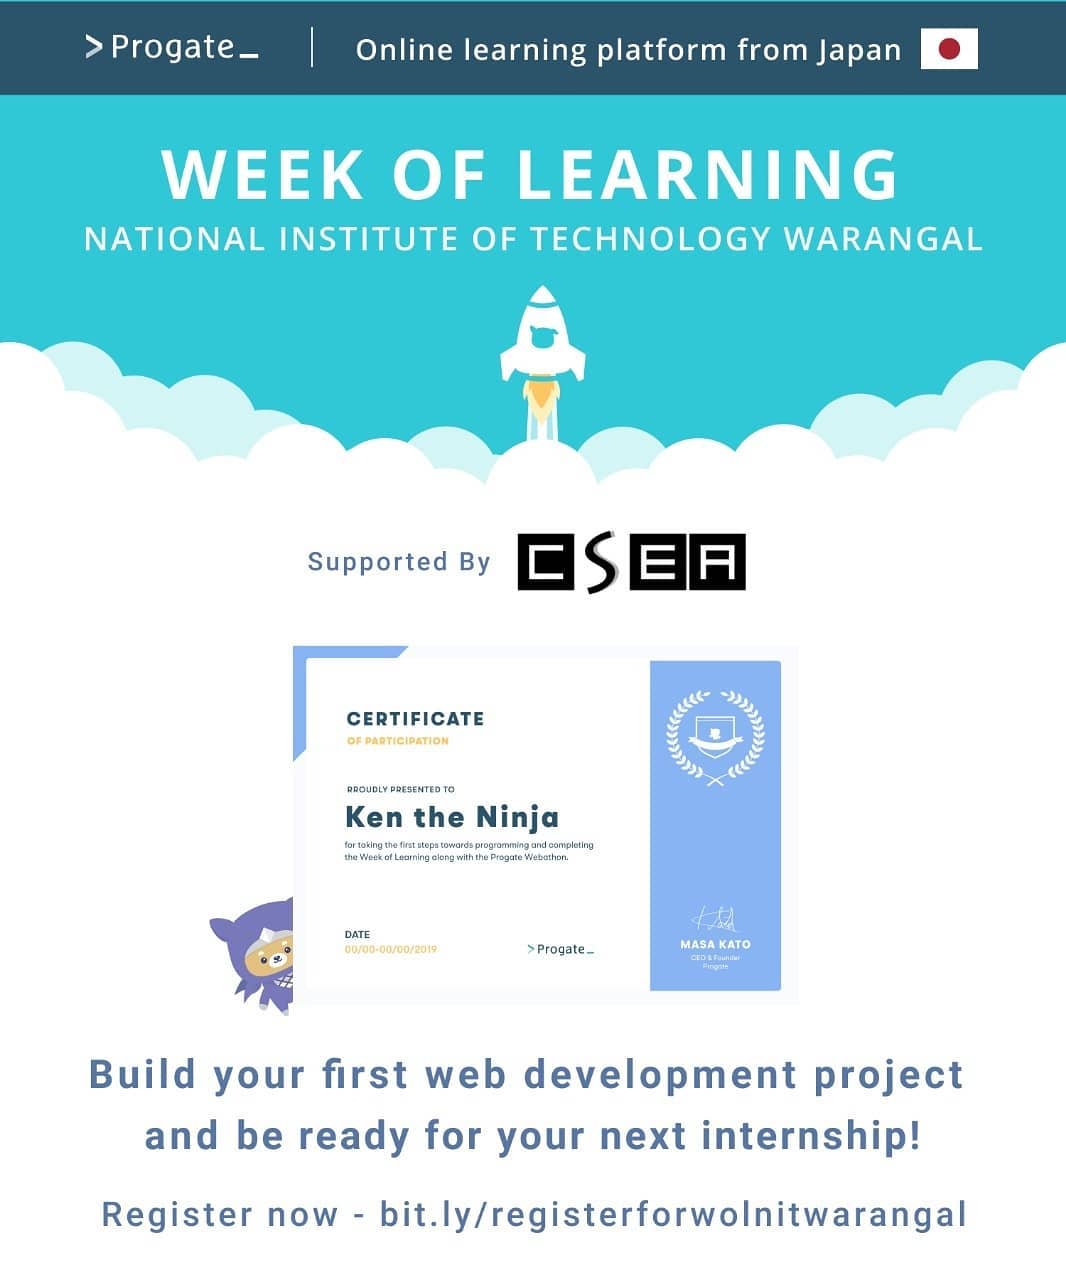 >Progate_ | Online learning platform from Japan
WEEK OF LEARNING
NATIONAL INSTITUTE OF TECHNOLOGY WARANGAL
Supported By CSEA
CERTIFICATE
OF PARTICIPATION
RROUDLY PRESENTED TO
Ken the Ninja
for taking the first steps towards programming and completing
the Week of Learning along with the Progate Webathon.
DATE
00/00-00/00/2019
>Progate_
MASA KATO
CEO & Founder
Progate
Build your first web development project
and be ready for your next internship!
Register now - bit.ly/registerforwolnitwarangal